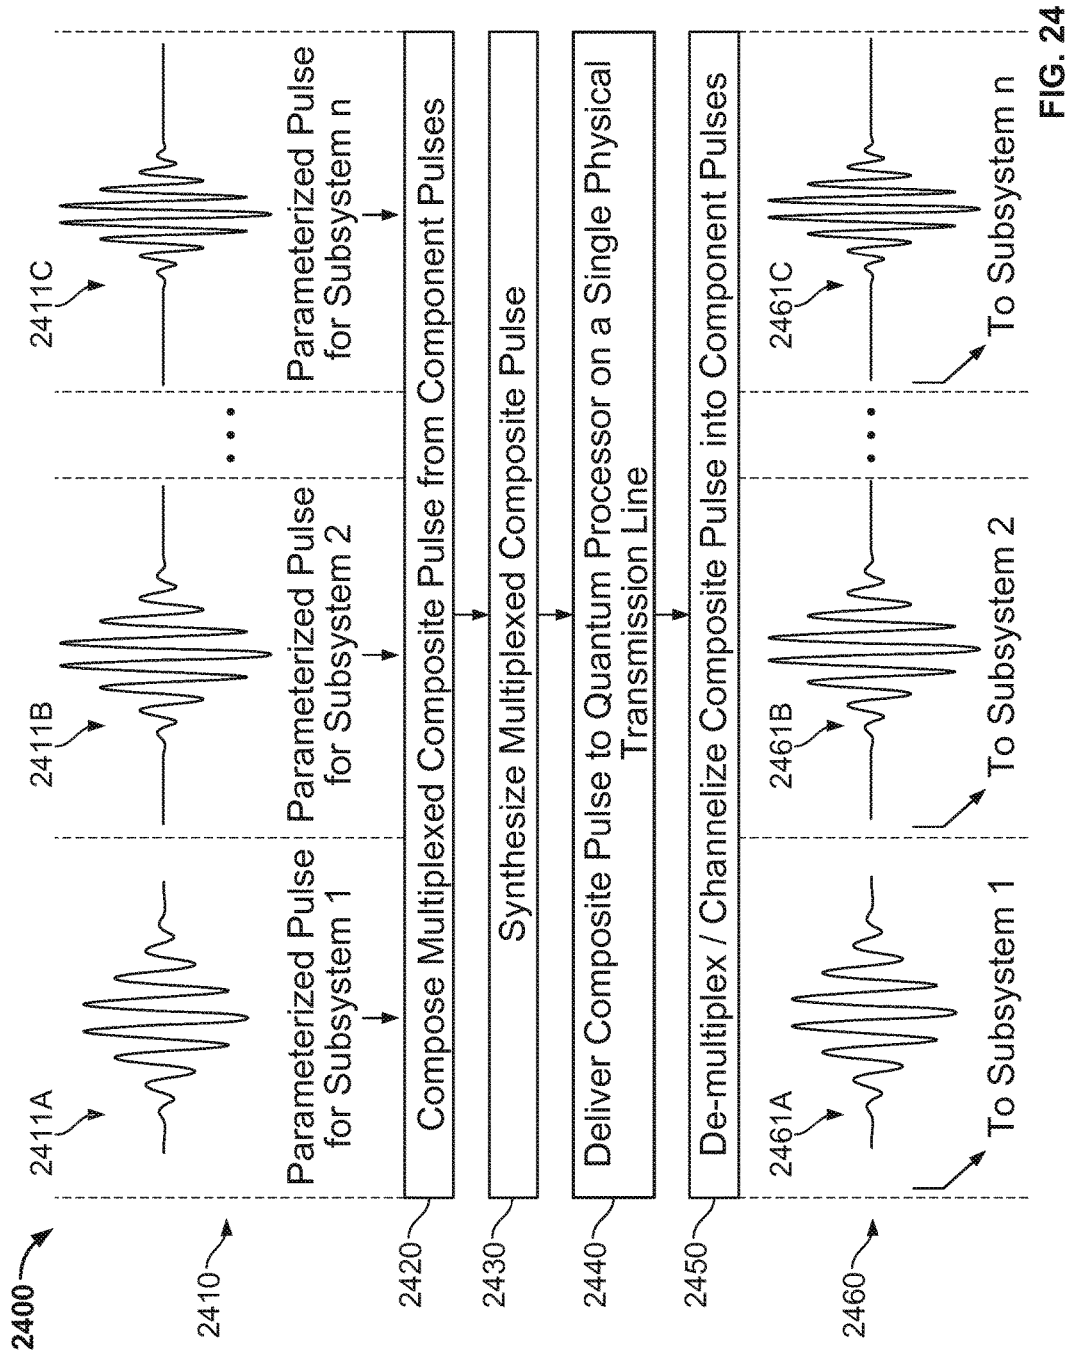 2400
2410
2411A
2411B
2411C
Parameterized Pulse
for Subsystem 1
Parameterized Pulse
for Subsystem 2
Parameterized Pulse
for Subsystem n
2420
Compose Multiplexed Composite Pulse from Component Pulses
2430
Synthesize Multiplexed Composite Pulse
2440
Deliver Composite Pulse to Quantum Processor on a Single Physical
Transmission Line
2450
De-multiplex / Channelize Composite Pulse into Component Pulses
2460
2461A
2461B
2461C
To Subsystem 1
To Subsystem 2
To Subsystem n
FIG. 24